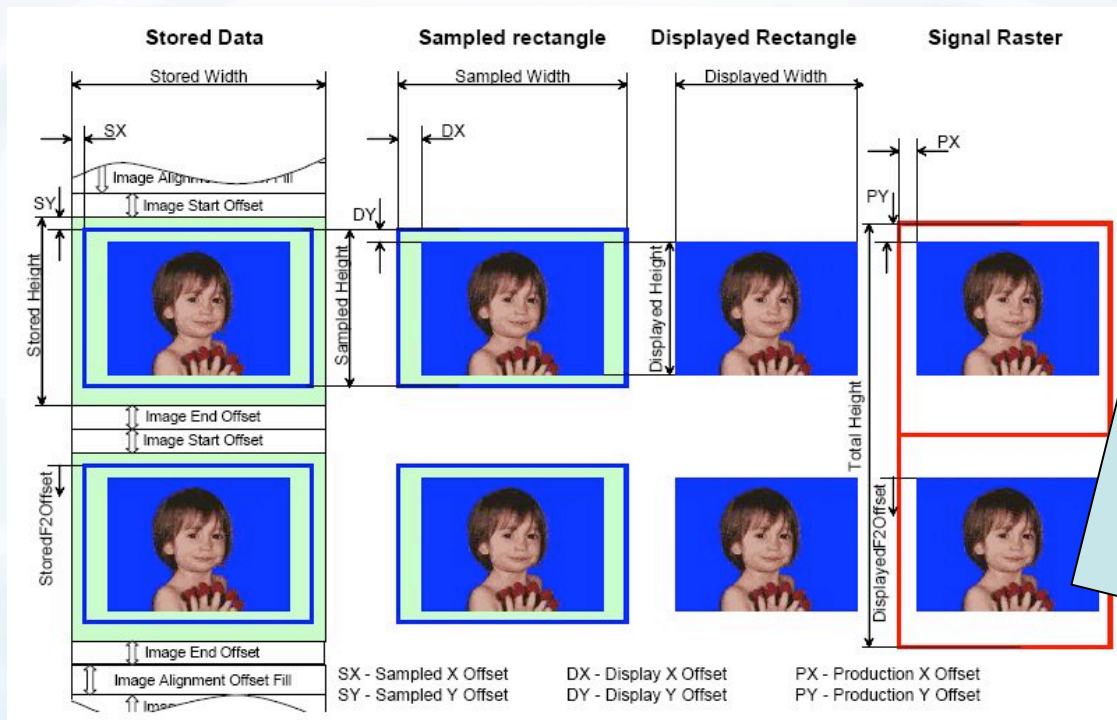 Stored Data
Sampled rectangle
Displayed Rectangle
Signal Raster
Stored Width
Sampled Width
Displayed Width
SX
DX
PX
Image Start Offset
SY
DY
PY
Stored Height
Sampled Height
Displayed Height
Total Height
Image End Offset
Image Start Offset
StoredF2Offset
DisplayedF2Offset
Image End Offset
Image Alignment Offset Fill
SX - Sampled X Offset
DX - Display X Offset
PX - Production X Offset
SY - Sampled Y Offset
DY - Display Y Offset
PY - Production Y Offset